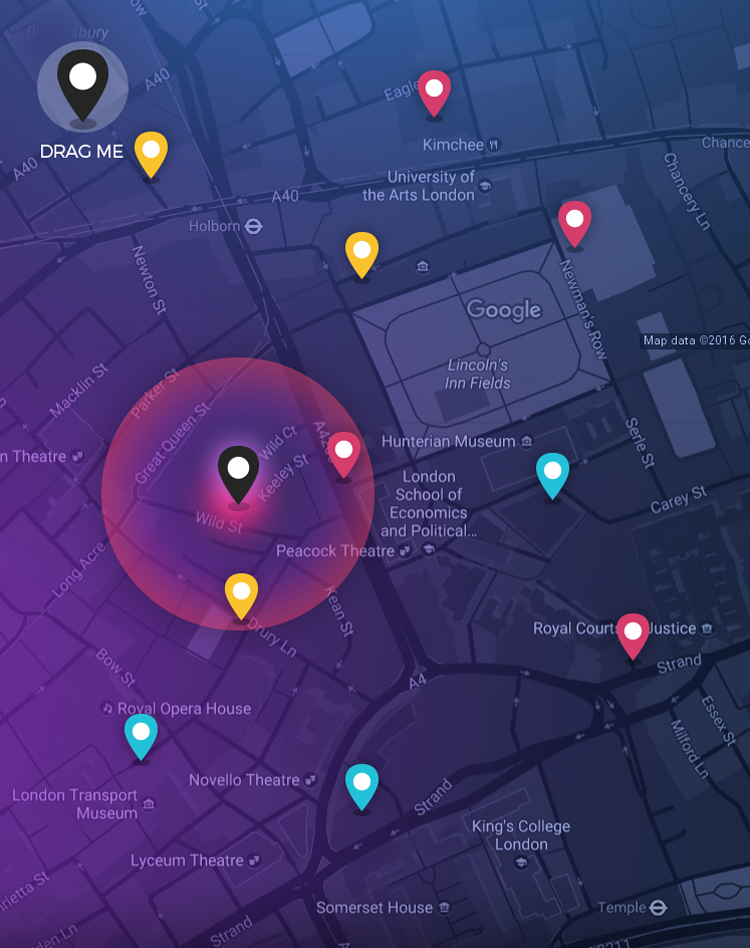 Bloomsbury
A40
Eagle
DRAG ME
Kimchee
Chance
A40
University of
the Arts London
A40
Holborn
Chancery Ln
Newton St
Newman's Row
Google
Map data ©2016 Go
Lincoln's
Inn Fields
Macklin St
Parker St
Great Queen St
Wild Ct
Keeley St
Hunterian Museum
Serle St
n Theatre
London
School of
Economics
and Political...
Carey St
Wild St
Peacock Theatre
Long Acre
Kean St
Drury Ln
Royal Courts
Justice
Strand
Bow St
A4
Essex St
Royal Opera House
Milford Ln
Novello Theatre
London Transport
Museum
Strand
King's College
London
Lyceum Theatre
nrietta St
Somerset House
Temple
Strand
den Ln